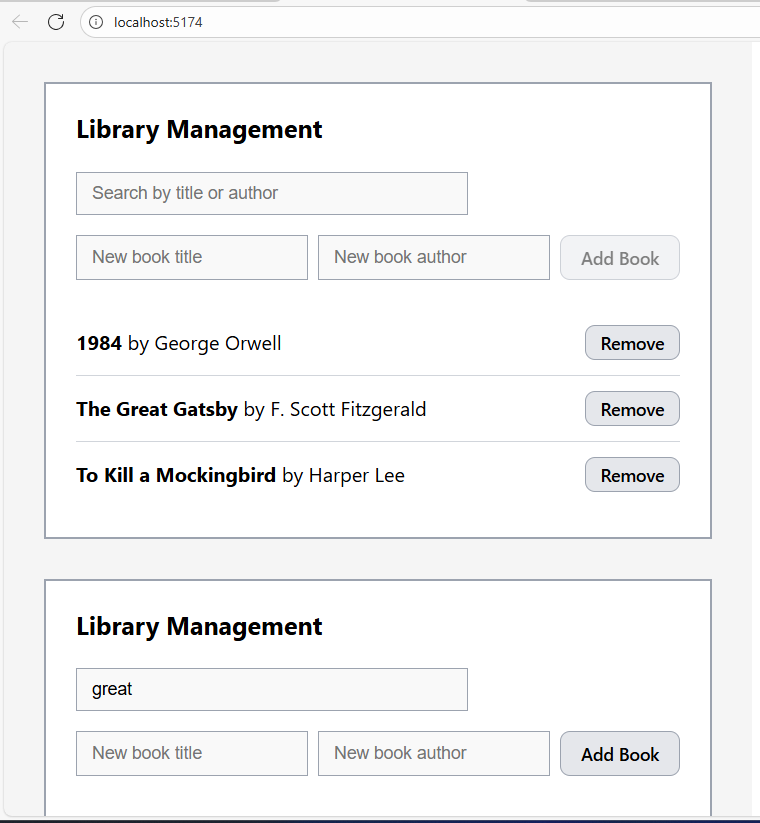 localhost:5174
Library Management
Search by title or author
New book title New book author Add Book
1984 by George Orwell Remove
The Great Gatsby by F. Scott Fitzgerald Remove
To Kill a Mockingbird by Harper Lee Remove
Library Management
great
New book title New book author Add Book